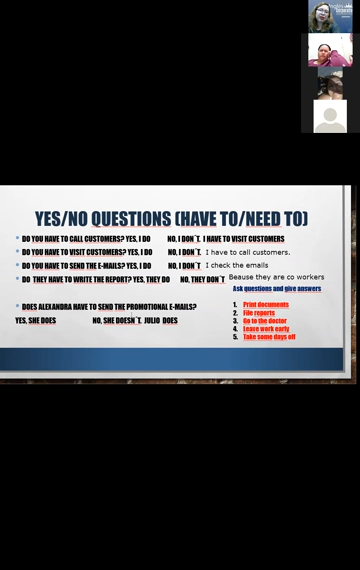 YES/NO QUESTIONS (HAVE TO/NEED TO)
DO YOU HAVE TO CALL CUSTOMERS? YES, I DO NO, I DON`T. I HAVE TO VISIT CUSTOMERS
DO YOU HAVE TO VISIT CUSTOMERS? YES, I DO NO, I DON`T. I have to call customers.
DO YOU HAVE TO SEND THE E-MAILS? YES, I DO NO, I DON`T I check the emails
DO THEY HAVE TO WRITE THE REPORT? YES, THEY DO NO, THEY DON`T Beause they are co workers
Ask questions and give answers
DOES ALEXANDRA HAVE TO SEND THE PROMOTIONAL E-MAILS?
YES, SHE DOES NO, SHE DOESN`T. JULIO DOES
1. Print documents
2. File reports
3. Go to the doctor
4. Lease work early
5. Take some days off